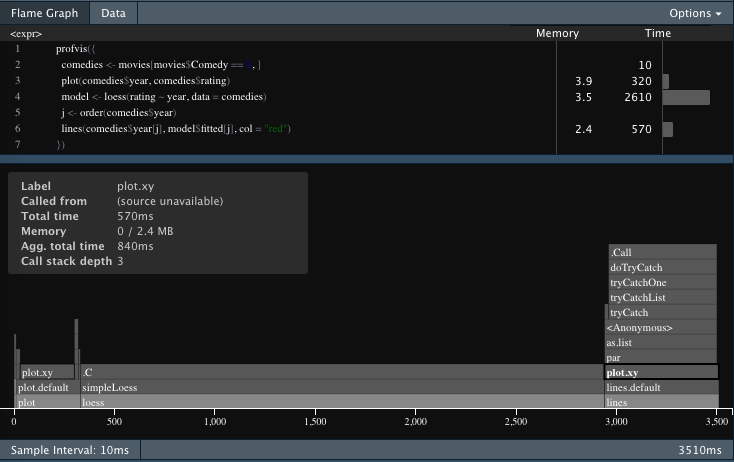 Flame Graph Data Options
<expr> Memory Time
1 profvis({
2 comedies <- movies[movies$Comedy == , ] 10
3 plot(comedies$year, comedies$rating) 3.9 320
4 model <- loess(rating ~ year, data = comedies) 3.5 2610
5 j <- order(comedies$year)
6 lines(comedies$year[j], model$fitted[j], col = "red") 2.4 570
7 })
Label plot.xy
Called from (source unavailable)
Total time 570ms
Memory 0 / 2.4 MB
Agg. total time 840ms
Call stack depth 3
.Call
doTryCatch
tryCatchOne
tryCatchList
tryCatch
<Anonymous>
as.list
par
plot.xy .C plot.xy
plot.default simpleLoess lines.default
plot loess lines
0 500 1,000 1,500 2,000 2,500 3,000 3,500
Sample Interval: 10ms 3510ms